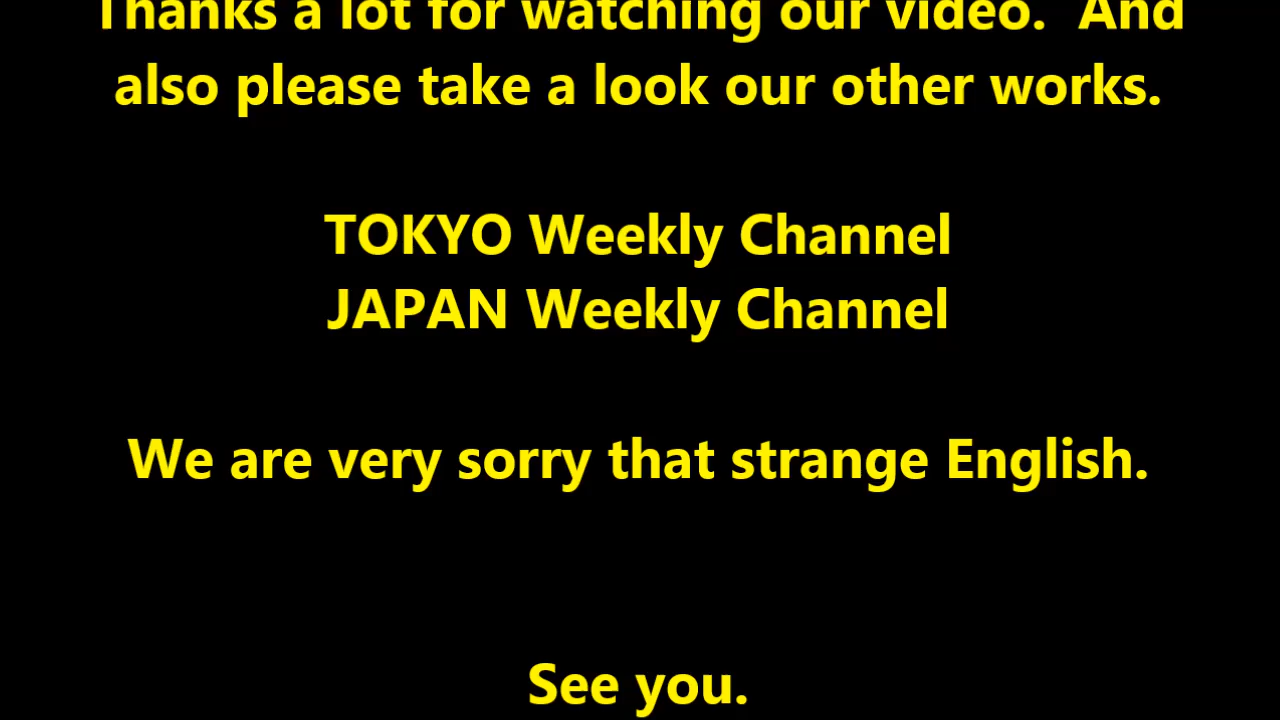 Thanks a lot for watching our video. And
also please take a look our other works.
TOKYO Weekly Channel
JAPAN Weekly Channel
We are very sorry that strange English.
See you.